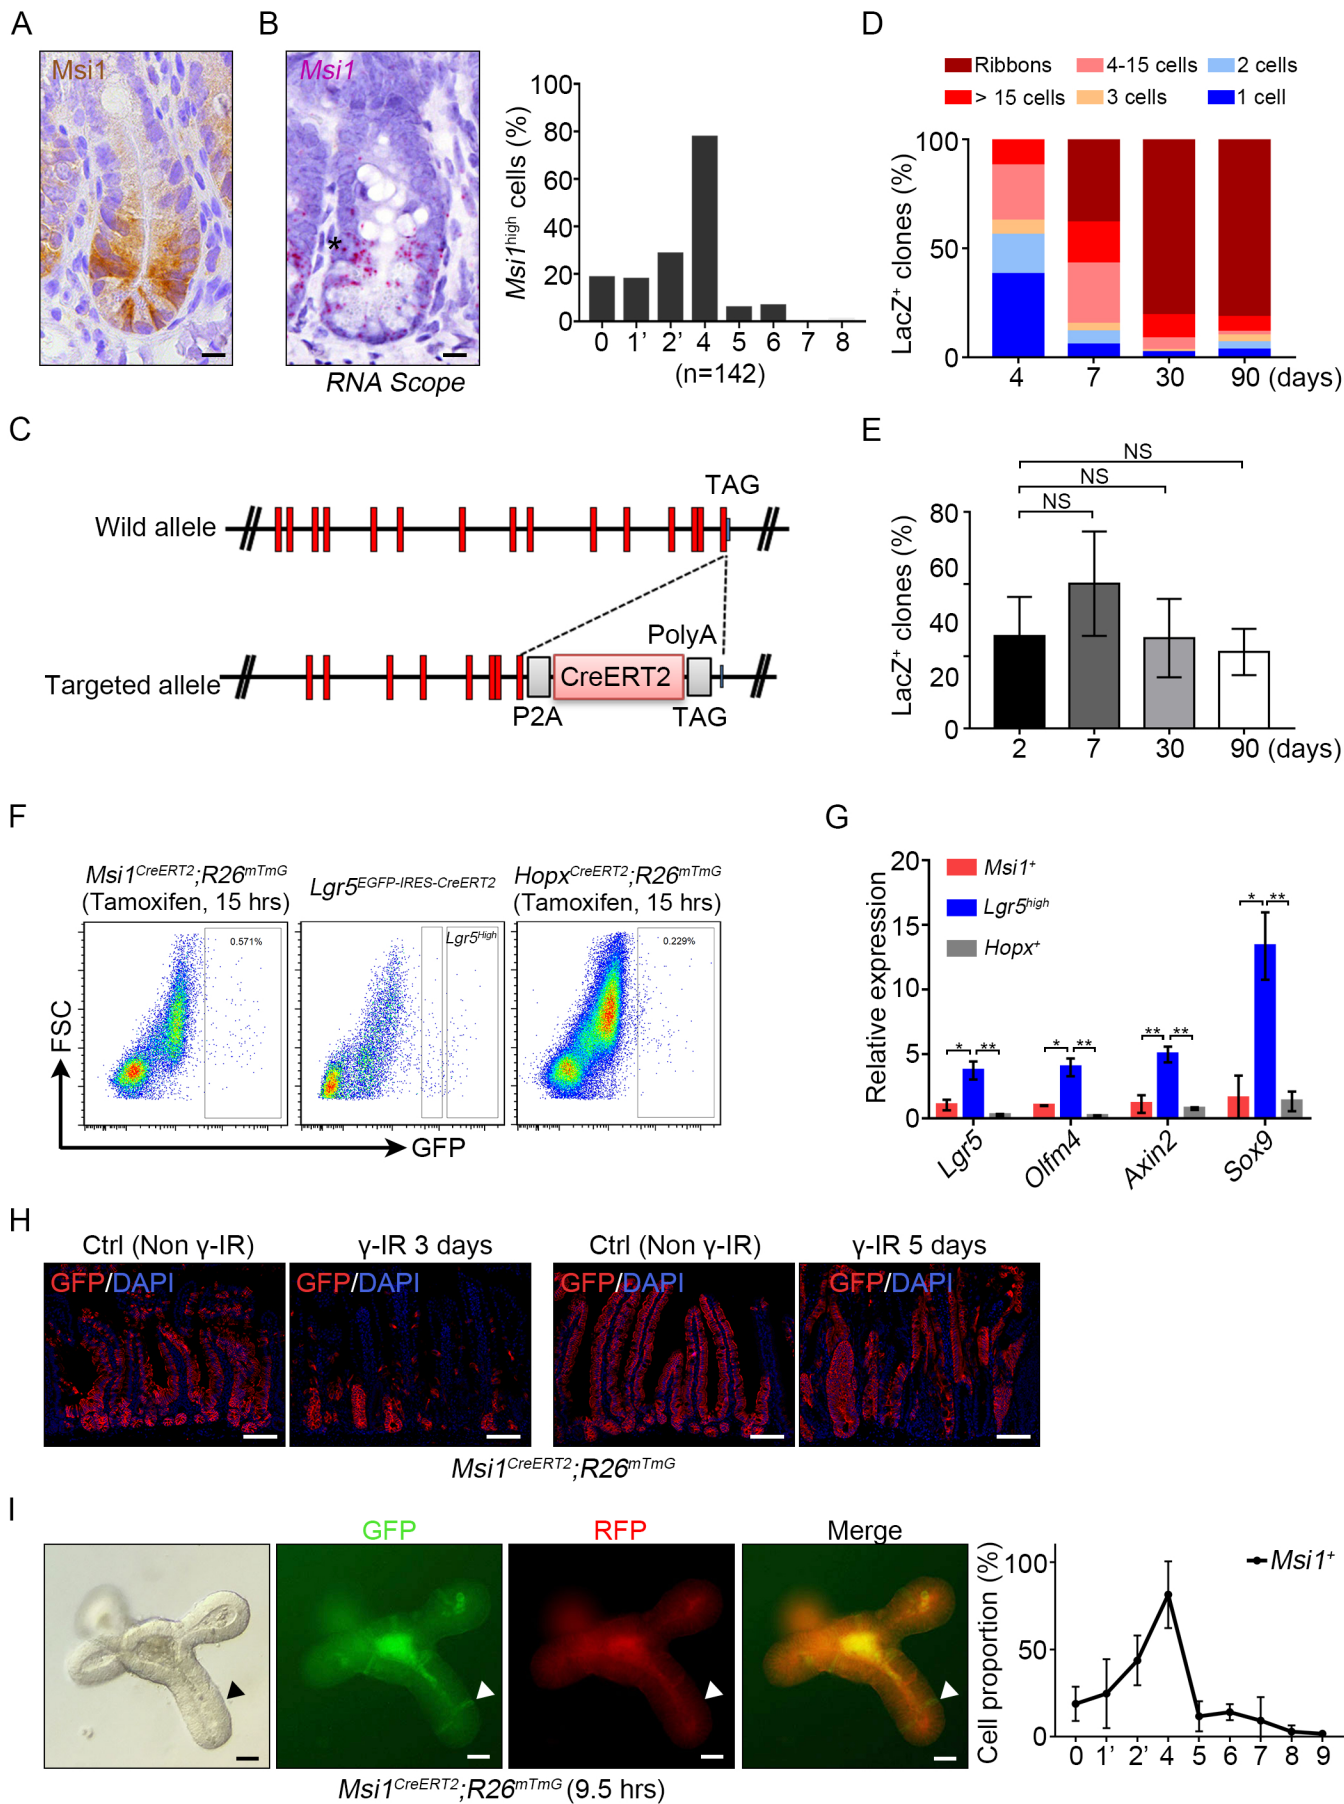 A
Msi1
B
Msi1
*
RNA Scope
Msi1high cells (%)
100
80
60
40
20
0
0 1’ 2’ 4 5 6 7 8
(n=142)
D
Ribbons 4-15 cells 2 cells
> 15 cells 3 cells 1 cell
LacZ+ clones (%)
100
50
0
4 7 30 90 (days)
C
TAG
Wild allele
PolyA
Targeted allele
CreERT2
P2A TAG
E
NS
NS
NS
LacZ+ clones (%)
80
60
40
20
0
2 7 30 90 (days)
F
Msi1CreERT2;R26mTmG
(Tamoxifen, 15 hrs)
Lgr5EGFP-IRES-CreERT2
HopxCreERT2;R26mTmG
(Tamoxifen, 15 hrs)
0.571%
Lgr5High
0.229%
FSC
GFP
G
Relative expression
20
15
10
5
0
Msi1+
Lgr5high
Hopx+
* **
* **
** **
* **
Lgr5 Olfm4 Axin2 Sox9
H
Ctrl (Non γ-IR) γ-IR 3 days Ctrl (Non γ-IR) γ-IR 5 days
GFP/DAPI GFP/DAPI GFP/DAPI GFP/DAPI
Msi1CreERT2;R26mTmG
I
GFP RFP Merge
Msi1CreERT2;R26mTmG (9.5 hrs)
Cell proportion (%)
100
50
0
Msi1+
0 1’ 2’ 4 5 6 7 8 9